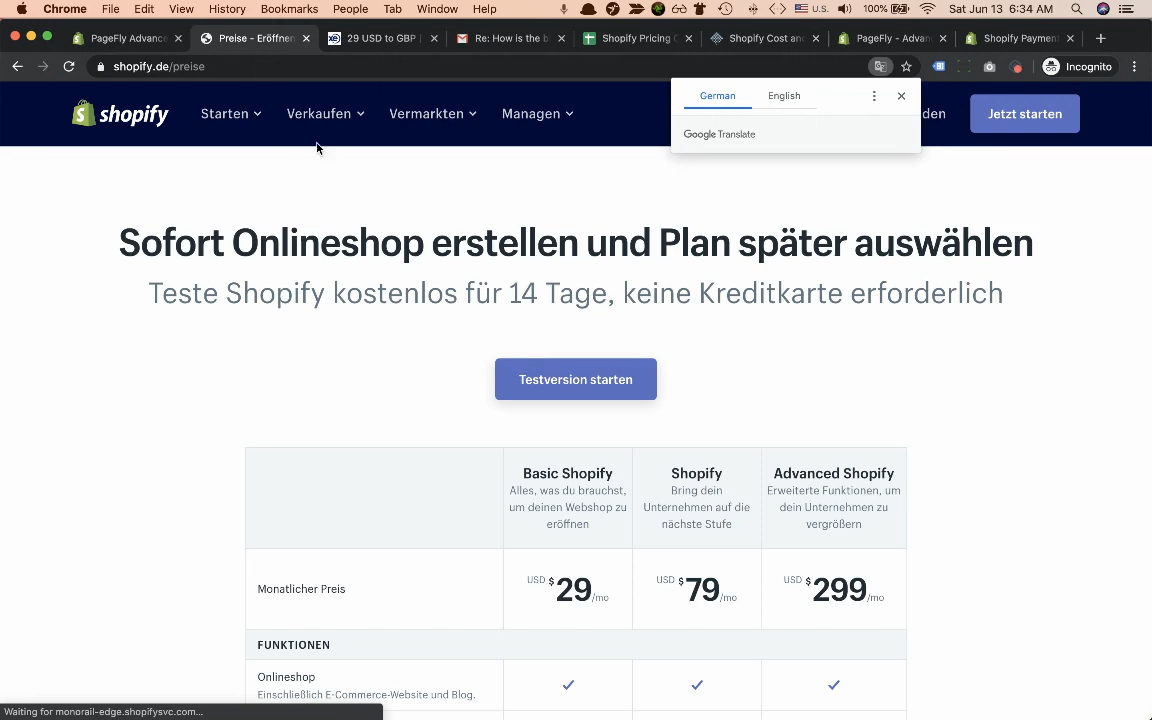 Chrome File Edit View History Bookmarks People Tab Window Help U.S. 100% Sat Jun 13 6:34 AM
PageFly Advanc Preise - Eröffnen 29 USD to GBP Re: How is the b Shopify Pricing Shopify Cost an PageFly - Advan Shopify Paymen
shopify.de/preise Incognito
German English
Google Translate
shopify Starten Verkaufen Vermarkten Managen den Jetzt starten
Sofort Onlineshop erstellen und Plan später auswählen
Teste Shopify kostenlos für 14 Tage, keine Kreditkarte erforderlich
Testversion starten
Basic Shopify Shopify Advanced Shopify
Alles, was du brauchst, Bring dein Erweiterte Funktionen, um
um deinen Webshop zu Unternehmen auf die dein Unternehmen zu
eröffnen nächste Stufe vergrößern
Monatlicher Preis USD $29/mo USD $79/mo USD $299/mo
FUNKTIONEN
Onlineshop
Einschließlich E-Commerce-Website und Blog.
Waiting for monorail-edge.shopifysvc.com...